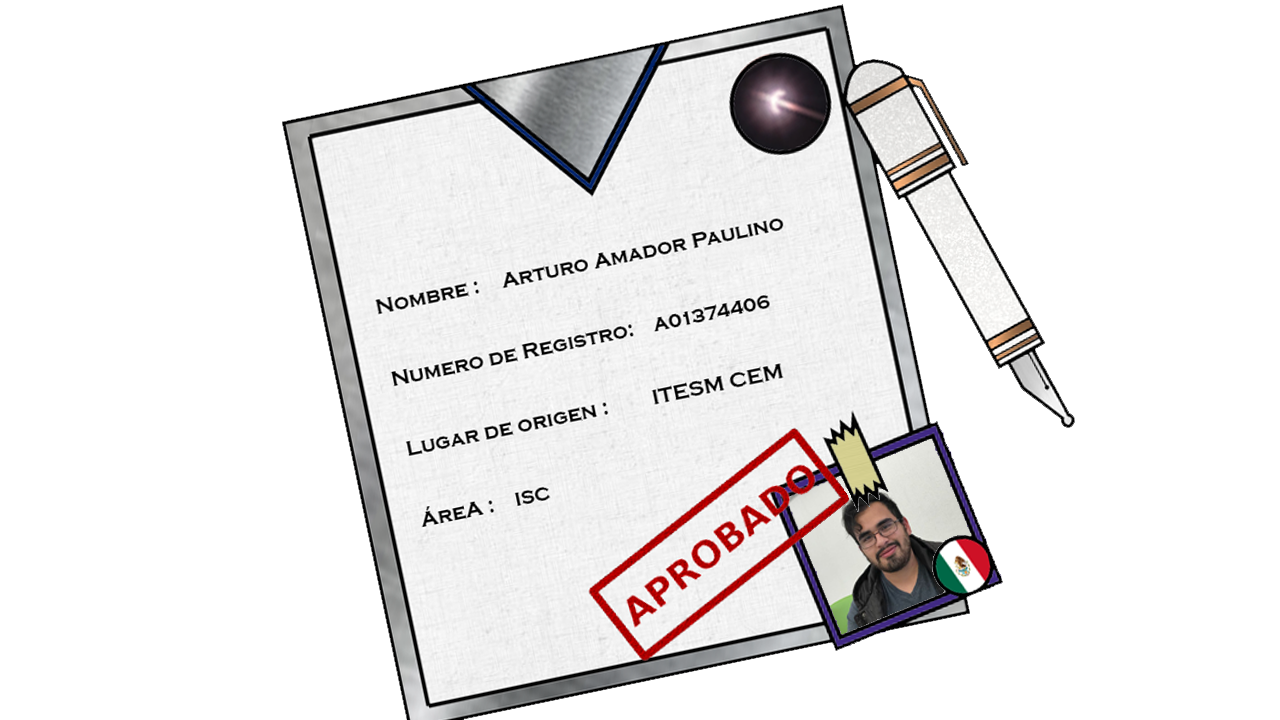 Nombre : Arturo Amador Paulino
Numero de Registro: A01374406
Lugar de origen : ITESM CEM
ÁreA : ISC
APROBADO